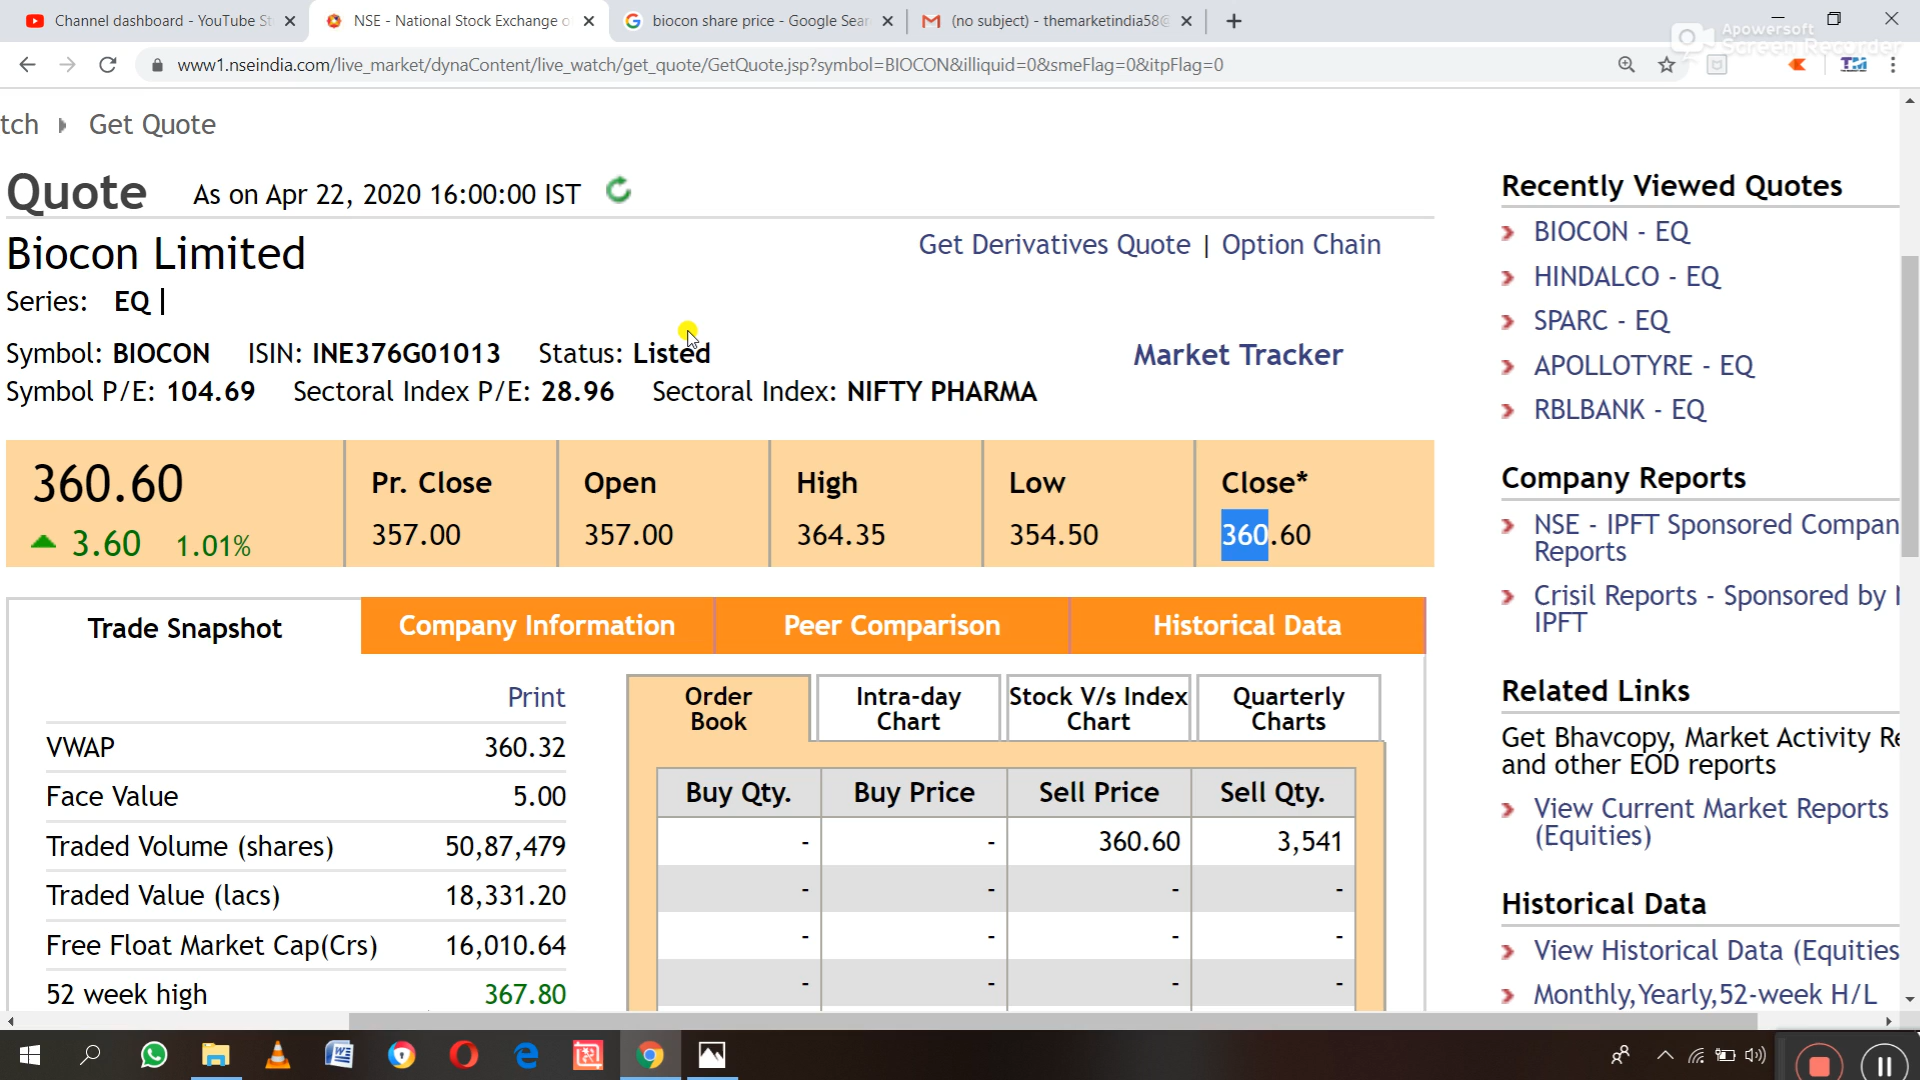 Channel dashboard - YouTube St
NSE - National Stock Exchange o
biocon share price - Google Sear
(no subject) - themarketindia58@
Apowersoft
Screen Recorder
www1.nseindia.com/live_market/dynaContent/live_watch/get_quote/GetQuote.jsp?symbol=BIOCON&illiquid=0&smeFlag=0&itpFlag=0
TM
tch Get Quote
Quote As on Apr 22, 2020 16:00:00 IST
Biocon Limited
Get Derivatives Quote | Option Chain
Series: EQ |
Symbol: BIOCON ISIN: INE376G01013 Status: Listed
Market Tracker
Symbol P/E: 104.69 Sectoral Index P/E: 28.96 Sectoral Index: NIFTY PHARMA
360.60 Pr. Close Open High Low Close*
3.60 1.01% 357.00 357.00 364.35 354.50 360.60
Trade Snapshot Company Information Peer Comparison Historical Data
Print
VWAP 360.32
Face Value 5.00
Traded Volume (shares) 50,87,479
Traded Value (lacs) 18,331.20
Free Float Market Cap(Crs) 16,010.64
52 week high 367.80
Order
Book
Intra-day
Chart
Stock V/s Index
Chart
Quarterly
Charts
Buy Qty. Buy Price Sell Price Sell Qty.
- - 360.60 3,541
- - - -
- - - -
- - - -
Recently Viewed Quotes
BIOCON - EQ
HINDALCO - EQ
SPARC - EQ
APOLLOTYRE - EQ
RBLBANK - EQ
Company Reports
NSE - IPFT Sponsored Compan
Reports
Crisil Reports - Sponsored by N
IPFT
Related Links
Get Bhavcopy, Market Activity Re
and other EOD reports
View Current Market Reports
(Equities)
Historical Data
View Historical Data (Equities
Monthly,Yearly,52-week H/L